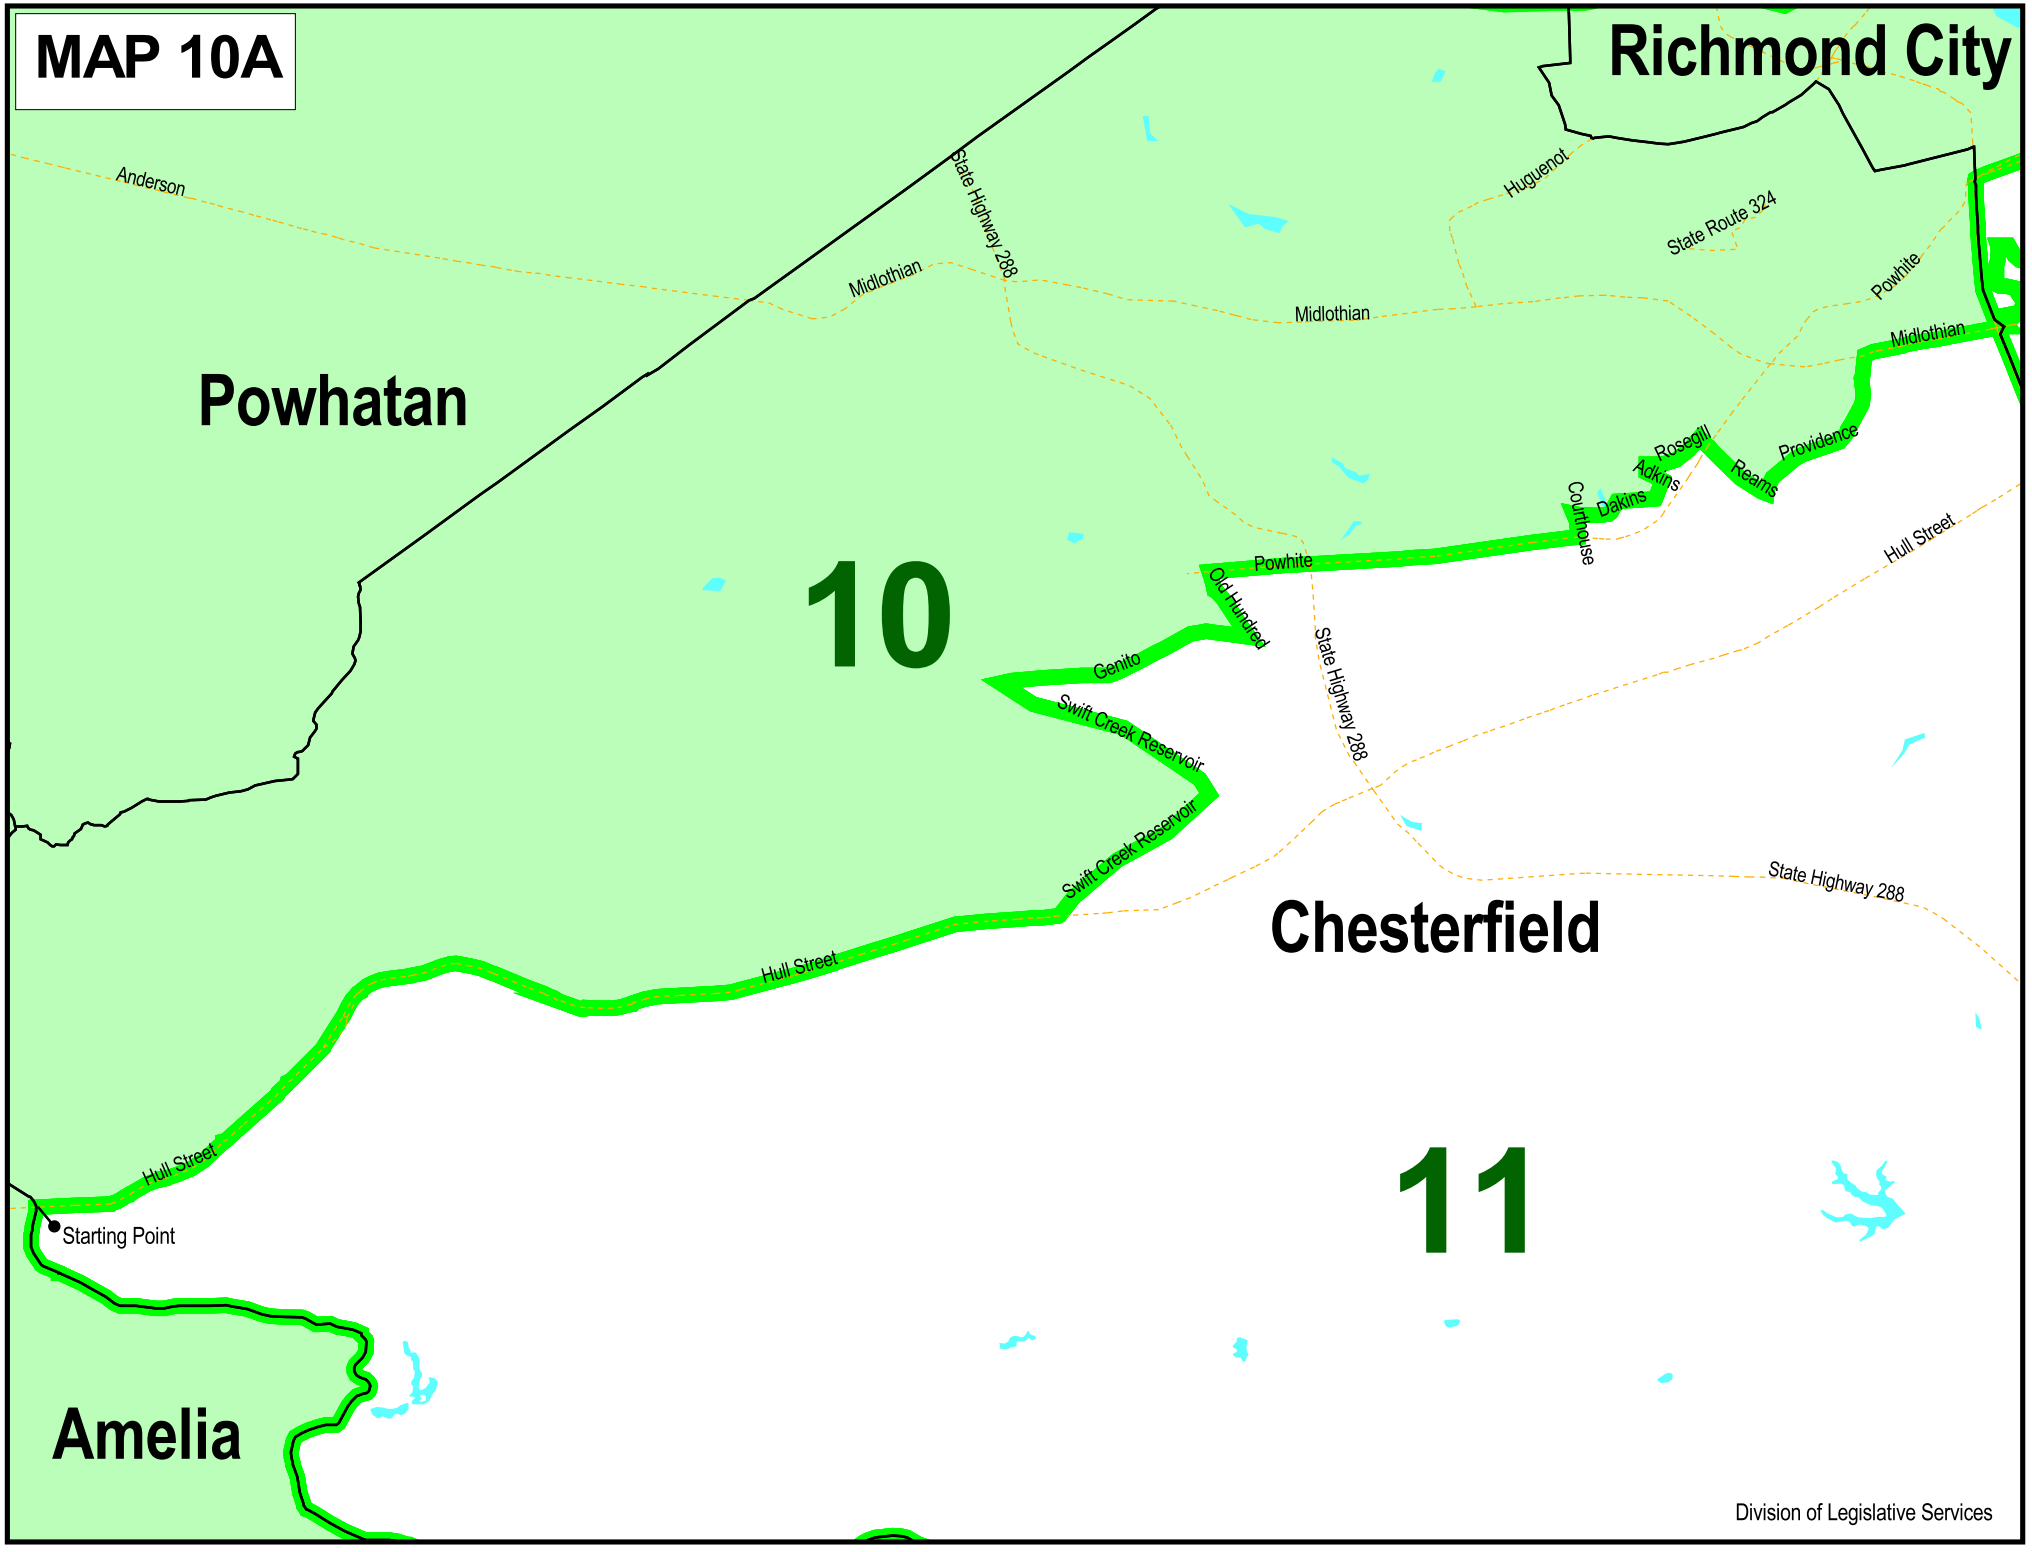 MAP 10A
Richmond City
Anderson
State Highway 288
Huguenot
State Route 324
Midlothian
Midlothian
Powhite
Midlothian
Powhatan
Rosegill
Adkins
Reams
Providence
Dakins
Courthouse
Hull Street
Powhite
Old Hundred
10
Genito
State Highway 288
Swift Creek Reservoir
Swift Creek Reservoir
State Highway 288
Chesterfield
Hull Street
Hull Street
11
Starting Point
Amelia
Division of Legislative Services